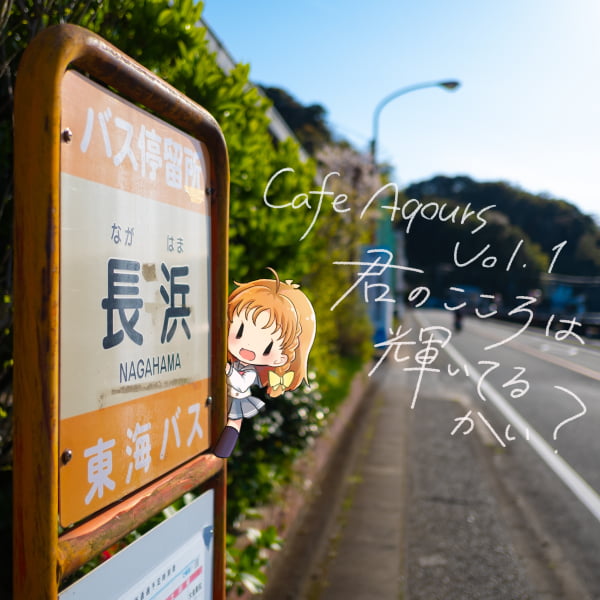 バス停留所
なが はま
長浜
NAGAHAMA
東海バス
Cafe Aqours
Vol.1
君のこころは
輝いてる
かい?